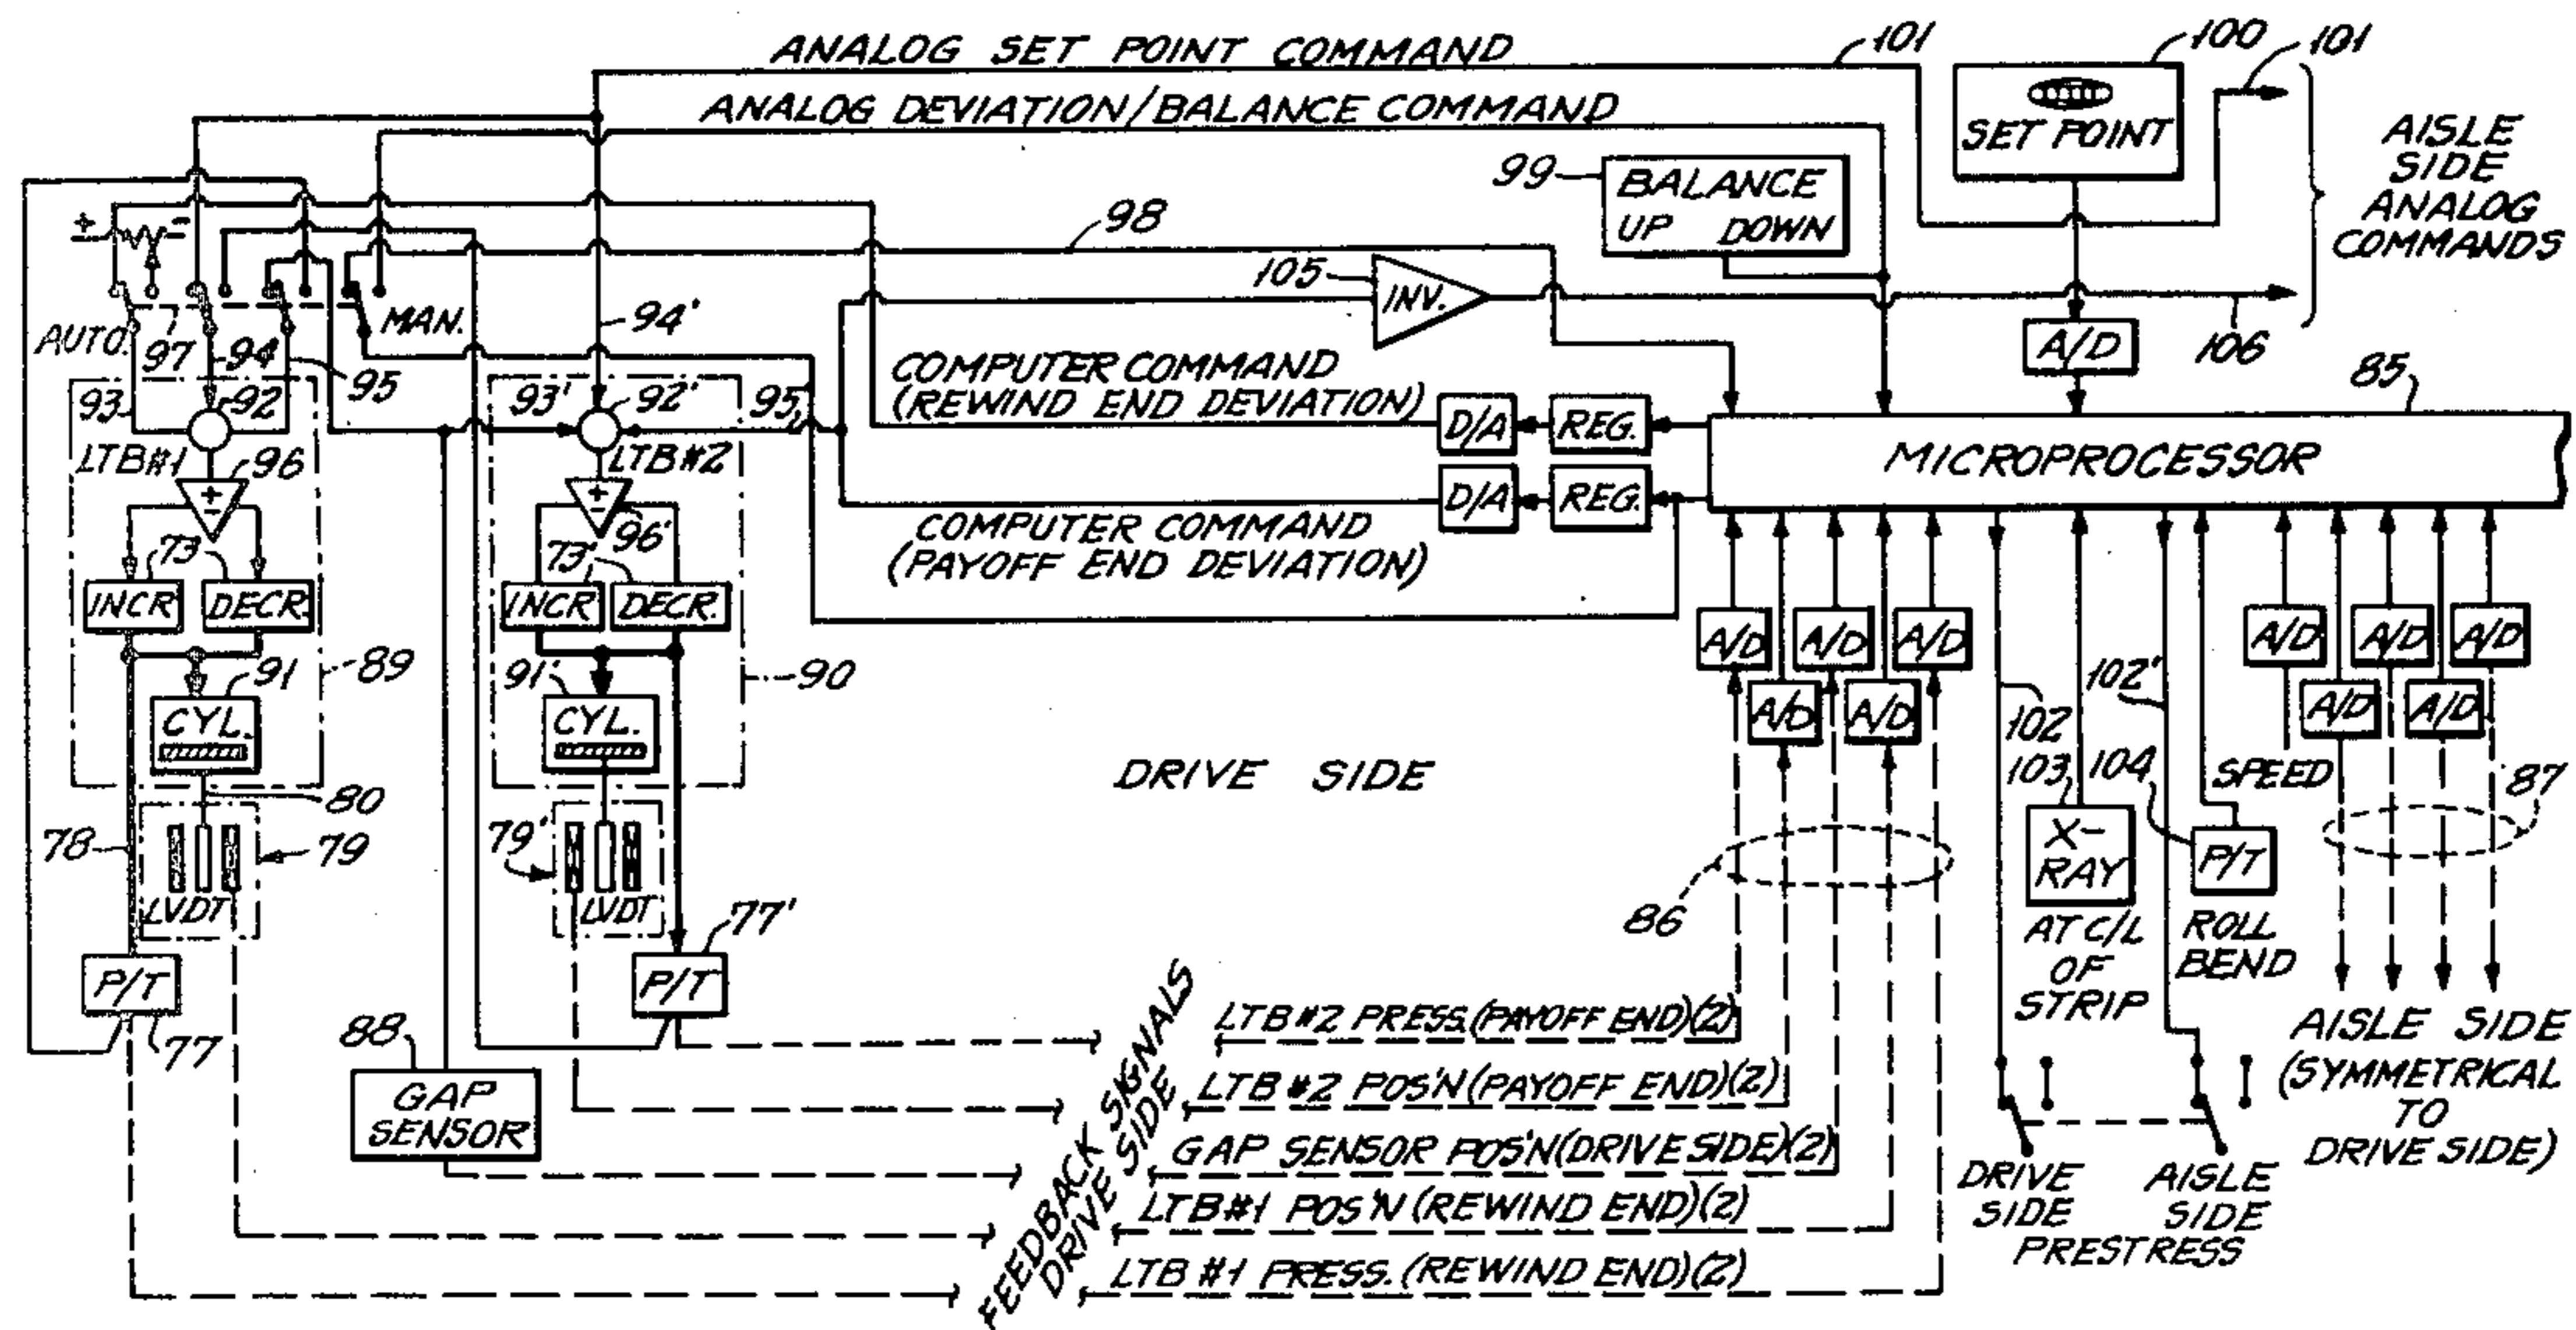 ANALOG SET POINT COMMAND
101
100
101
ANALOG DEVIATION/BALANCE COMMAND
SET POINT
AISLE
SIDE
ANALOG
COMMANDS
99
BALANCE
UP DOWN
+
-
98
105
INV.
106
AUTO.
97
94
MAN.
94'
95
A/D
93
92
93'
92'
95'
COMPUTER COMMAND
(REWIND END DEVIATION)
D/A
REG.
85
MICROPROCESSOR
LTB#1
96
LTB#2
+
-
+
-
96'
D/A
REG.
COMPUTER COMMAND
(PAYOFF END DEVIATION)
73
73'
INCR.
DECR.
INCR.
DECR.
89
90
91
91'
CYL.
CYL.
A/D
A/D
A/D
A/D
A/D
A/D
A/D
A/D
A/D
A/D
102
102'
DRIVE SIDE
80
103
104
SPEED
87
78
79
79'
LVDT
LVDT
X-
RAY
P/T
86
AT C/L
OF
STRIP
ROLL
BEND
77'
P/T
P/T
77
88
GAP
SENSOR
FEEDBACK SIGNALS
DRIVE SIDE
LTB#2 PRESS.(PAYOFF END)(2)
LTB #2 POS'N (PAYOFF END)(2)
GAP SENSOR POS'N(DRIVE SIDE)(2)
LTB#1 POS'N (REWIND END)(2)
LTB #1 PRESS. (REWIND END)(2)
AISLE SIDE
(SYMMETRICAL
TO
DRIVE SIDE)
DRIVE
SIDE
AISLE
SIDE
PRESTRESS